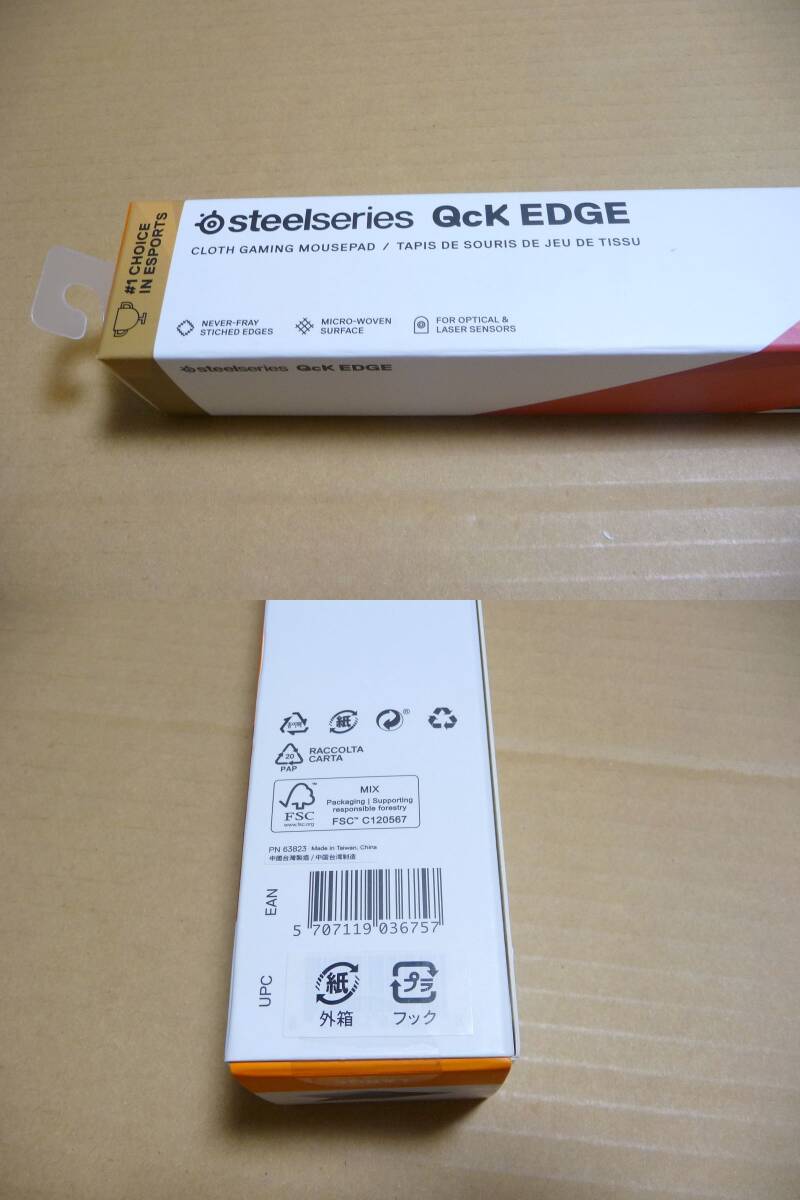 #1 CHOICE
IN ESPORTS
steelseries QcK EDGE
CLOTH GAMING MOUSEPAD / TAPIS DE SOURIS DE JEU DE TISSU
NEVER-FRAY
STICHED EDGES
MICRO-WOVEN
SURFACE
FOR OPTICAL &
LASER SENSORS
steelseries QcK EDGE
紙
®
20
PAP
RACCOLTA
CARTA
FSC
www.fsc.org
™
MIX
Packaging | Supporting
responsible forestry
FSC™ C120567
PN 63823 Made in Taiwan, China
中國台灣製造 / 中国台湾制造
EAN
5 707119 036757
UPC
紙
外箱
プラ
フック